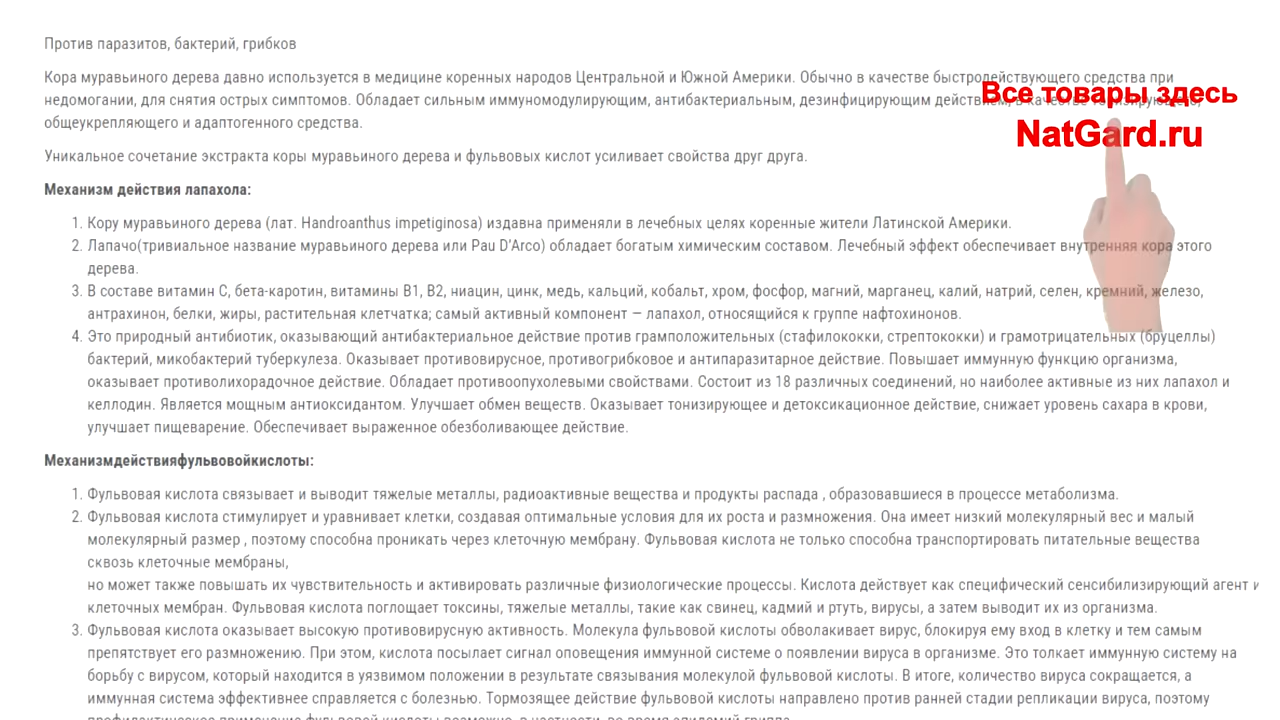 Против паразитов, бактерий, грибков
Кора муравьиного дерева давно используется в медицине коренных народов Центральной и Южной Америки. Обычно в качестве быстродействующего средства при
недомогании, для снятия острых симптомов. Обладает сильным иммуномодулирующим, антибактериальным, дезинфицирующим действием, в качестве тонизирующего,
общеукрепляющего и адаптогенного средства.
Все товары здесь
NatGard.ru
Уникальное сочетание экстракта коры муравьиного дерева и фульвовых кислот усиливает свойства друг друга.
Механизм действия лапахола:
1. Кору муравьиного дерева (лат. Handroanthus impetiginosa) издавна применяли в лечебных целях коренные жители Латинской Америки.
2. Лапачо(тривиальное название муравьиного дерева или Pau D'Arco) обладает богатым химическим составом. Лечебный эффект обеспечивает внутренняя кора этого
дерева.
3. В составе витамин С, бета-каротин, витамины В1, В2, ниацин, цинк, медь, кальций, кобальт, хром, фосфор, магний, марганец, калий, натрий, селен, кремний, железо,
антрахинон, белки, жиры, растительная клетчатка; самый активный компонент — лапахол, относящийся к группе нафтохинонов.
4. Это природный антибиотик, оказывающий антибактериальное действие против грамположительных (стафилококки, стрептококки) и грамотрицательных (бруцеллы)
бактерий, микобактерий туберкулеза. Оказывает противовирусное, противогрибковое и антипаразитарное действие. Повышает иммунную функцию организма,
оказывает противолихорадочное действие. Обладает противоопухолевыми свойствами. Состоит из 18 различных соединений, но наиболее активные из них лапахол и
келлодин. Является мощным антиоксидантом. Улучшает обмен веществ. Оказывает тонизирующее и детоксикационное действие, снижает уровень сахара в крови,
улучшает пищеварение. Обеспечивает выраженное обезболивающее действие.
Механизмдействияфульвовойкислоты:
1. Фульвовая кислота связывает и выводит тяжелые металлы, радиоактивные вещества и продукты распада , образовавшиеся в процессе метаболизма.
2. Фульвовая кислота стимулирует и уравнивает клетки, создавая оптимальные условия для их роста и размножения. Она имеет низкий молекулярный вес и малый
молекулярный размер , поэтому способна проникать через клеточную мембрану. Фульвовая кислота не только способна транспортировать питательные вещества
сквозь клеточные мембраны,
но может также повышать их чувствительность и активировать различные физиологические процессы. Кислота действует как специфический сенсибилизирующий агент и
клеточных мембран. Фульвовая кислота поглощает токсины, тяжелые металлы, такие как свинец, кадмий и ртуть, вирусы, а затем выводит их из организма.
3. Фульвовая кислота оказывает высокую противовирусную активность. Молекула фульвовой кислоты обволакивает вирус, блокируя ему вход в клетку и тем самым
препятствует его размножению. При этом, кислота посылает сигнал оповещения иммунной системе о появлении вируса в организме. Это толкает иммунную систему на
борьбу с вирусом, который находится в уязвимом положении в результате связывания молекулой фульвовой кислоты. В итоге, количество вируса сокращается, а
иммунная система эффективнее справляется с болезнью. Тормозящее действие фульвовой кислоты направлено против ранней стадии репликации вируса, поэтому